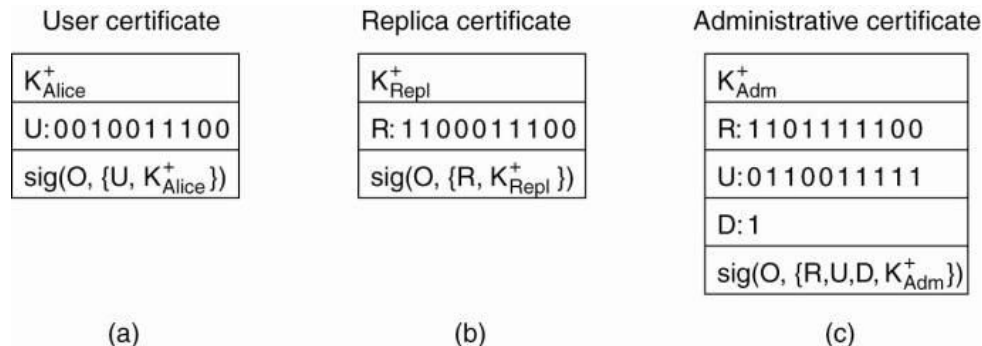 User certificate
K⁺Alice
U: 0010011100
sig(O, {U, K⁺Alice})
(a)
Replica certificate
K⁺Repl
R: 1100011100
sig(O, {R, K⁺Repl})
(b)
Administrative certificate
K⁺Adm
R: 1101111100
U: 0110011111
D: 1
sig(O, {R,U,D, K⁺Adm})
(c)